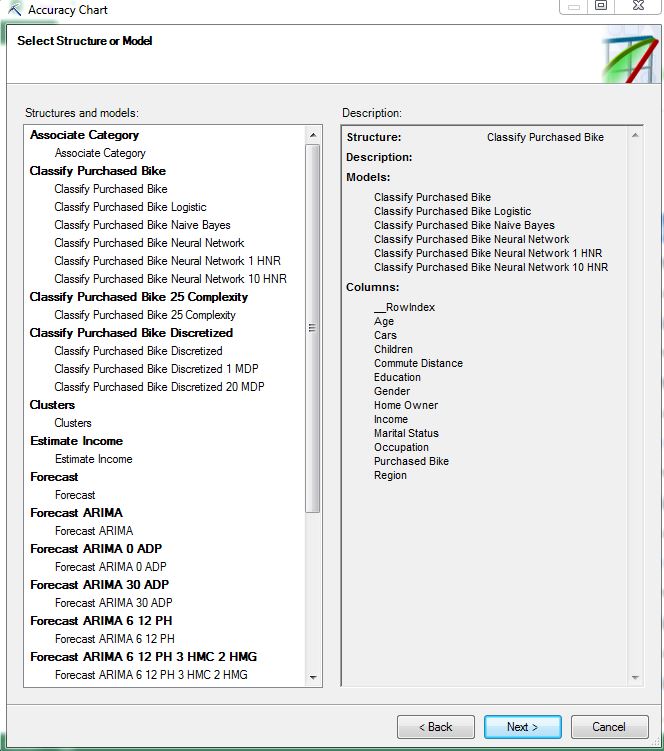 Accuracy Chart
Select Structure or Model
Structures and models:
Associate Category
Associate Category
Classify Purchased Bike
Classify Purchased Bike
Classify Purchased Bike Logistic
Classify Purchased Bike Naive Bayes
Classify Purchased Bike Neural Network
Classify Purchased Bike Neural Network 1 HNR
Classify Purchased Bike Neural Network 10 HNR
Classify Purchased Bike 25 Complexity
Classify Purchased Bike 25 Complexity
Classify Purchased Bike Discretized
Classify Purchased Bike Discretized
Classify Purchased Bike Discretized 1 MDP
Classify Purchased Bike Discretized 20 MDP
Clusters
Clusters
Estimate Income
Estimate Income
Forecast
Forecast
Forecast ARIMA
Forecast ARIMA
Forecast ARIMA 0 ADP
Forecast ARIMA 0 ADP
Forecast ARIMA 30 ADP
Forecast ARIMA 30 ADP
Forecast ARIMA 6 12 PH
Forecast ARIMA 6 12 PH
Forecast ARIMA 6 12 PH 3 HMC 2 HMG
Forecast ARIMA 6 12 PH 3 HMC 2 HMG
Description:
Structure: Classify Purchased Bike
Description:
Models:
Classify Purchased Bike
Classify Purchased Bike Logistic
Classify Purchased Bike Naive Bayes
Classify Purchased Bike Neural Network
Classify Purchased Bike Neural Network 1 HNR
Classify Purchased Bike Neural Network 10 HNR
Columns:
__RowIndex
Age
Cars
Children
Commute Distance
Education
Gender
Home Owner
Income
Marital Status
Occupation
Purchased Bike
Region
< Back
Next >
Cancel